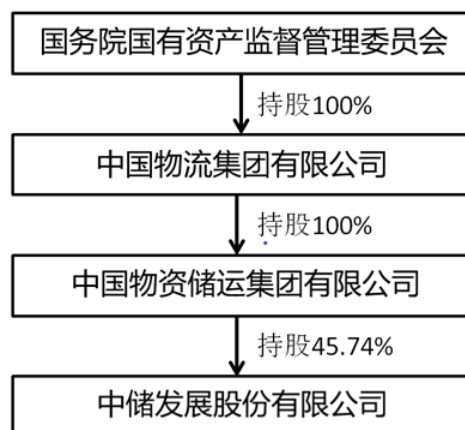 国务院国有资产监督管理委员会
持股100%
中国物流集团有限公司
持股100%
中国物资储运集团有限公司
持股45.74%
中储发展股份有限公司